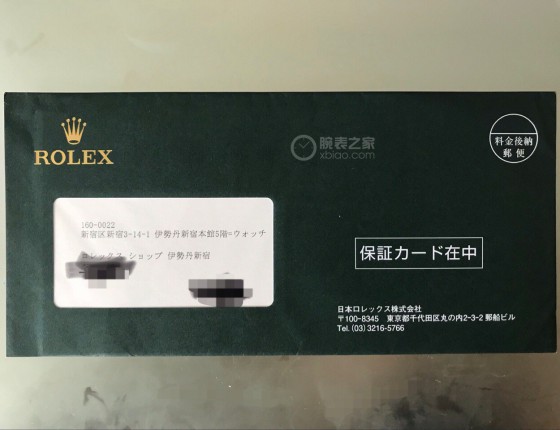 ROLEX
腕表之家
xbiao.com
料金後納
郵便
160-0022
新宿区新宿3-14-1 伊勢丹新宿本館5階=ウォッチ
レックス ショップ 伊勢丹新宿
保証カード在中
日本ロレックス株式会社
〒100-8345 東京都千代田区丸の内2-3-2 郵船ビル
Tel. (03) 3216-5766